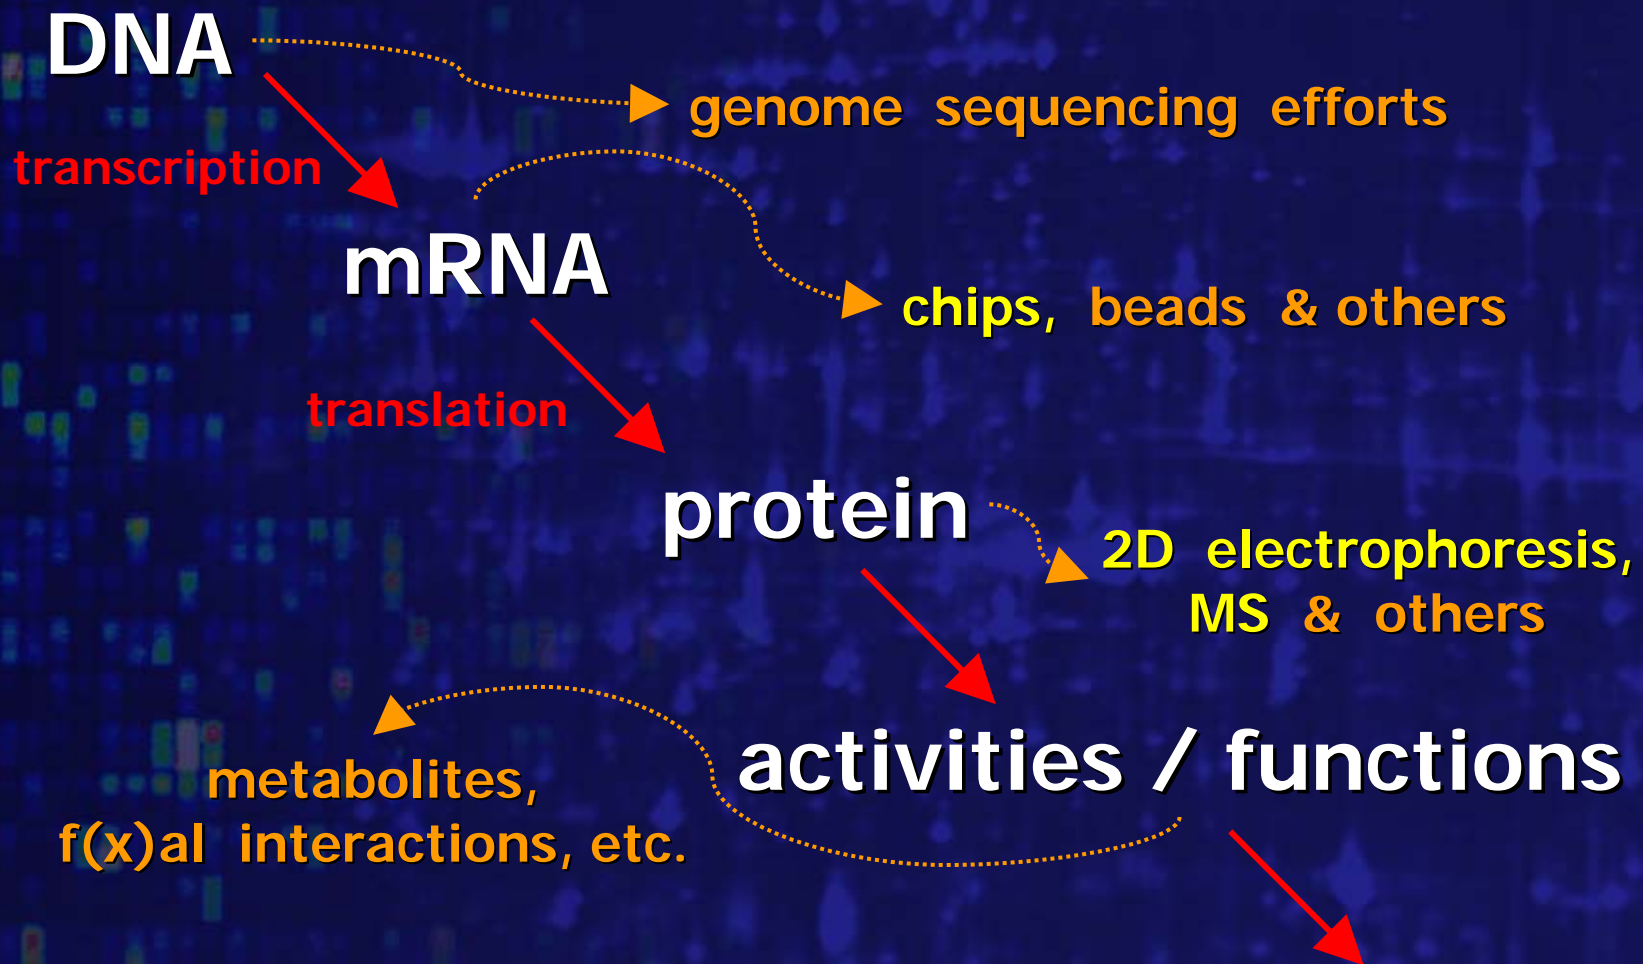 DNA
genome sequencing efforts
transcription
mRNA
chips, beads & others
translation
protein
2D electrophoresis,
MS & others
activities / functions
metabolites,
f(x)al interactions, etc.